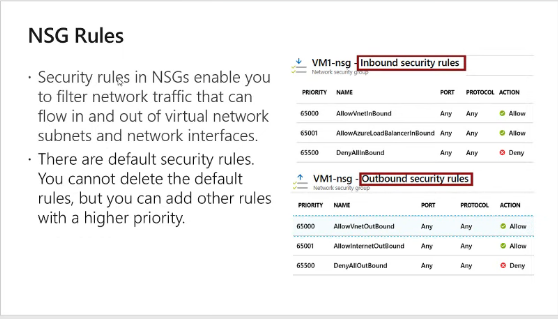 NSG Rules
· Security rules in NSGs enable you
to filter network traffic that can
flow in and out of virtual network
subnets and network interfaces.
· There are default security rules.
You cannot delete the default
rules, but you can add other rules
with a higher priority.
VM1-nsg - Inbound security rules
Network security group
PRIORITY NAME PORT PROTOCOL ACTION
65000 AllowVnetInBound Any Any Allow
65001 AllowAzureLoadBalancerInBound Any Any Allow
65500 DenyAllInBound Any Any Deny
VM1-nsg - Outbound security rules
Network security group
PRIORITY NAME PORT PROTOCOL ACTION
65000 AllowVnetOutBound Any Any Allow
65001 AllowInternetOutBound Any Any Allow
65500 DenyAllOutBound Any Any Deny